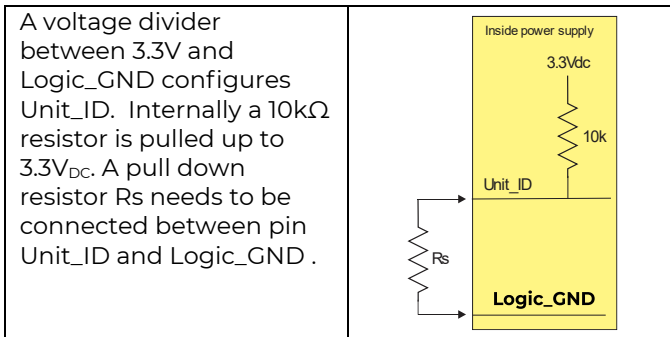 A voltage divider
between 3.3V and
Logic_GND configures
Unit_ID.  Internally a 10kΩ
resistor is pulled up to
3.3V_DC. A pull down
resistor Rs needs to be
connected between pin
Unit_ID and Logic_GND .
Inside power supply
3.3Vdc
10k
Unit_ID
Rs
Logic_GND